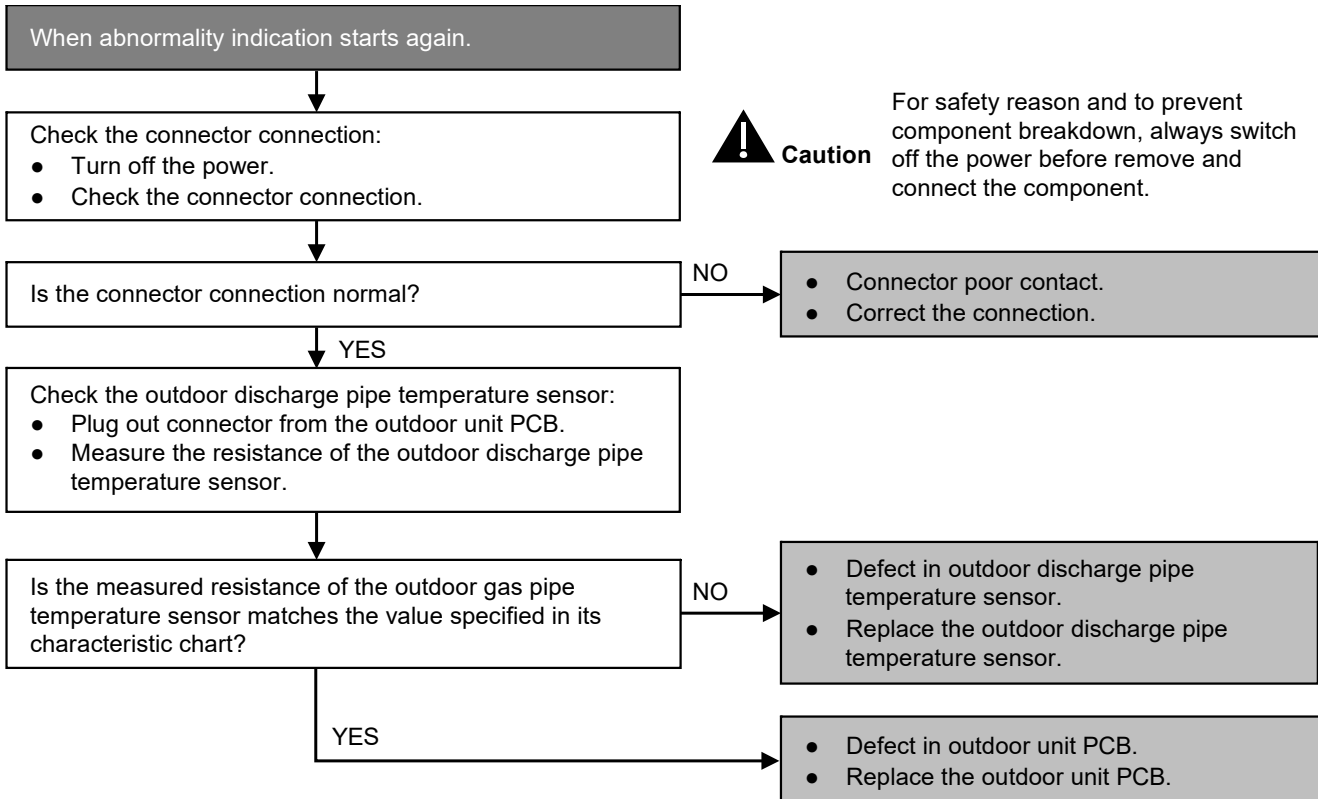 When abnormality indication starts again.
Check the connector connection:
● Turn off the power.
● Check the connector connection.
Caution
For safety reason and to prevent
component breakdown, always switch
off the power before remove and
connect the component.
Is the connector connection normal?
NO
● Connector poor contact.
● Correct the connection.
YES
Check the outdoor discharge pipe temperature sensor:
● Plug out connector from the outdoor unit PCB.
● Measure the resistance of the outdoor discharge pipe
temperature sensor.
Is the measured resistance of the outdoor gas pipe
temperature sensor matches the value specified in its
characteristic chart?
NO
● Defect in outdoor discharge pipe
temperature sensor.
● Replace the outdoor discharge pipe
temperature sensor.
YES
● Defect in outdoor unit PCB.
● Replace the outdoor unit PCB.